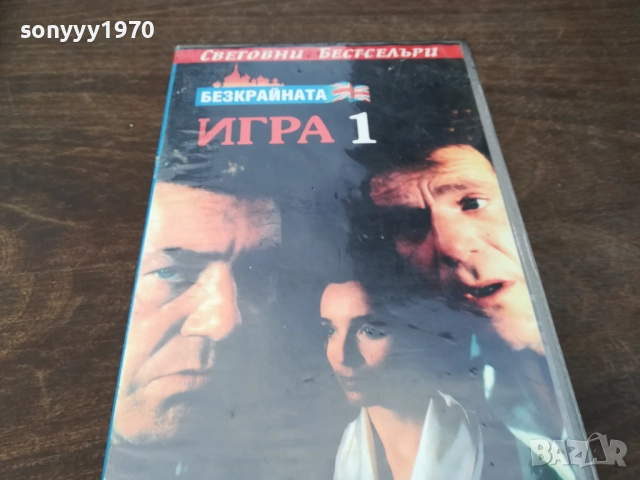 sonyyy1970
СВЕТОВНИ БЕСТСЕЛЪРИ
БЕЗКРАЙНАТА
ИГРА 1
BAZAR